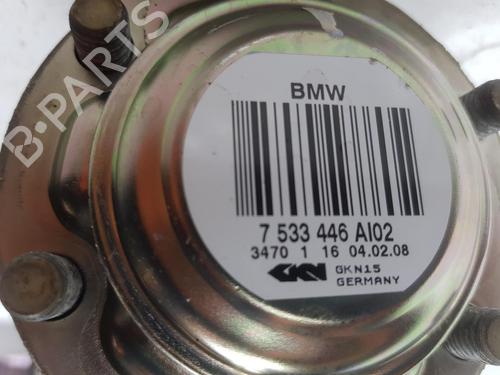 BMW
7 533 446 AI02
3470 1 16 04.02.08
GKN GKN15
GERMANY
B-PARTS